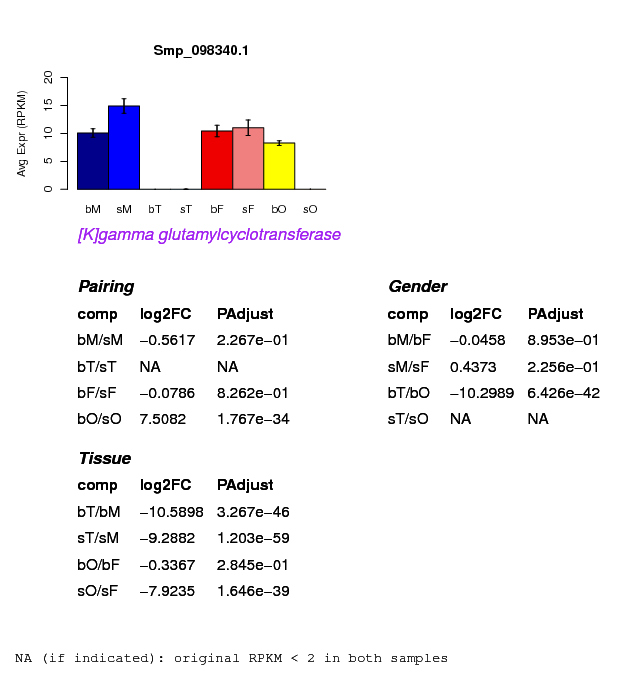 Smp_098340.1
Avg Expr (RPKM)
20
15
10
5
0
bM sM bT sT bF sF bO sO
[K]gamma glutamylcyclotransferase
Pairing
comp log2FC PAdjust
bM/sM −0.5617 2.267e−01
bT/sT NA NA
bF/sF −0.0786 8.262e−01
bO/sO 7.5082 1.767e−34
Gender
comp log2FC PAdjust
bM/bF −0.0458 8.953e−01
sM/sF 0.4373 2.256e−01
bT/bO −10.2989 6.426e−42
sT/sO NA NA
Tissue
comp log2FC PAdjust
bT/bM −10.5898 3.267e−46
sT/sM −9.2882 1.203e−59
bO/bF −0.3367 2.845e−01
sO/sF −7.9235 1.646e−39
NA (if indicated): original RPKM < 2 in both samples